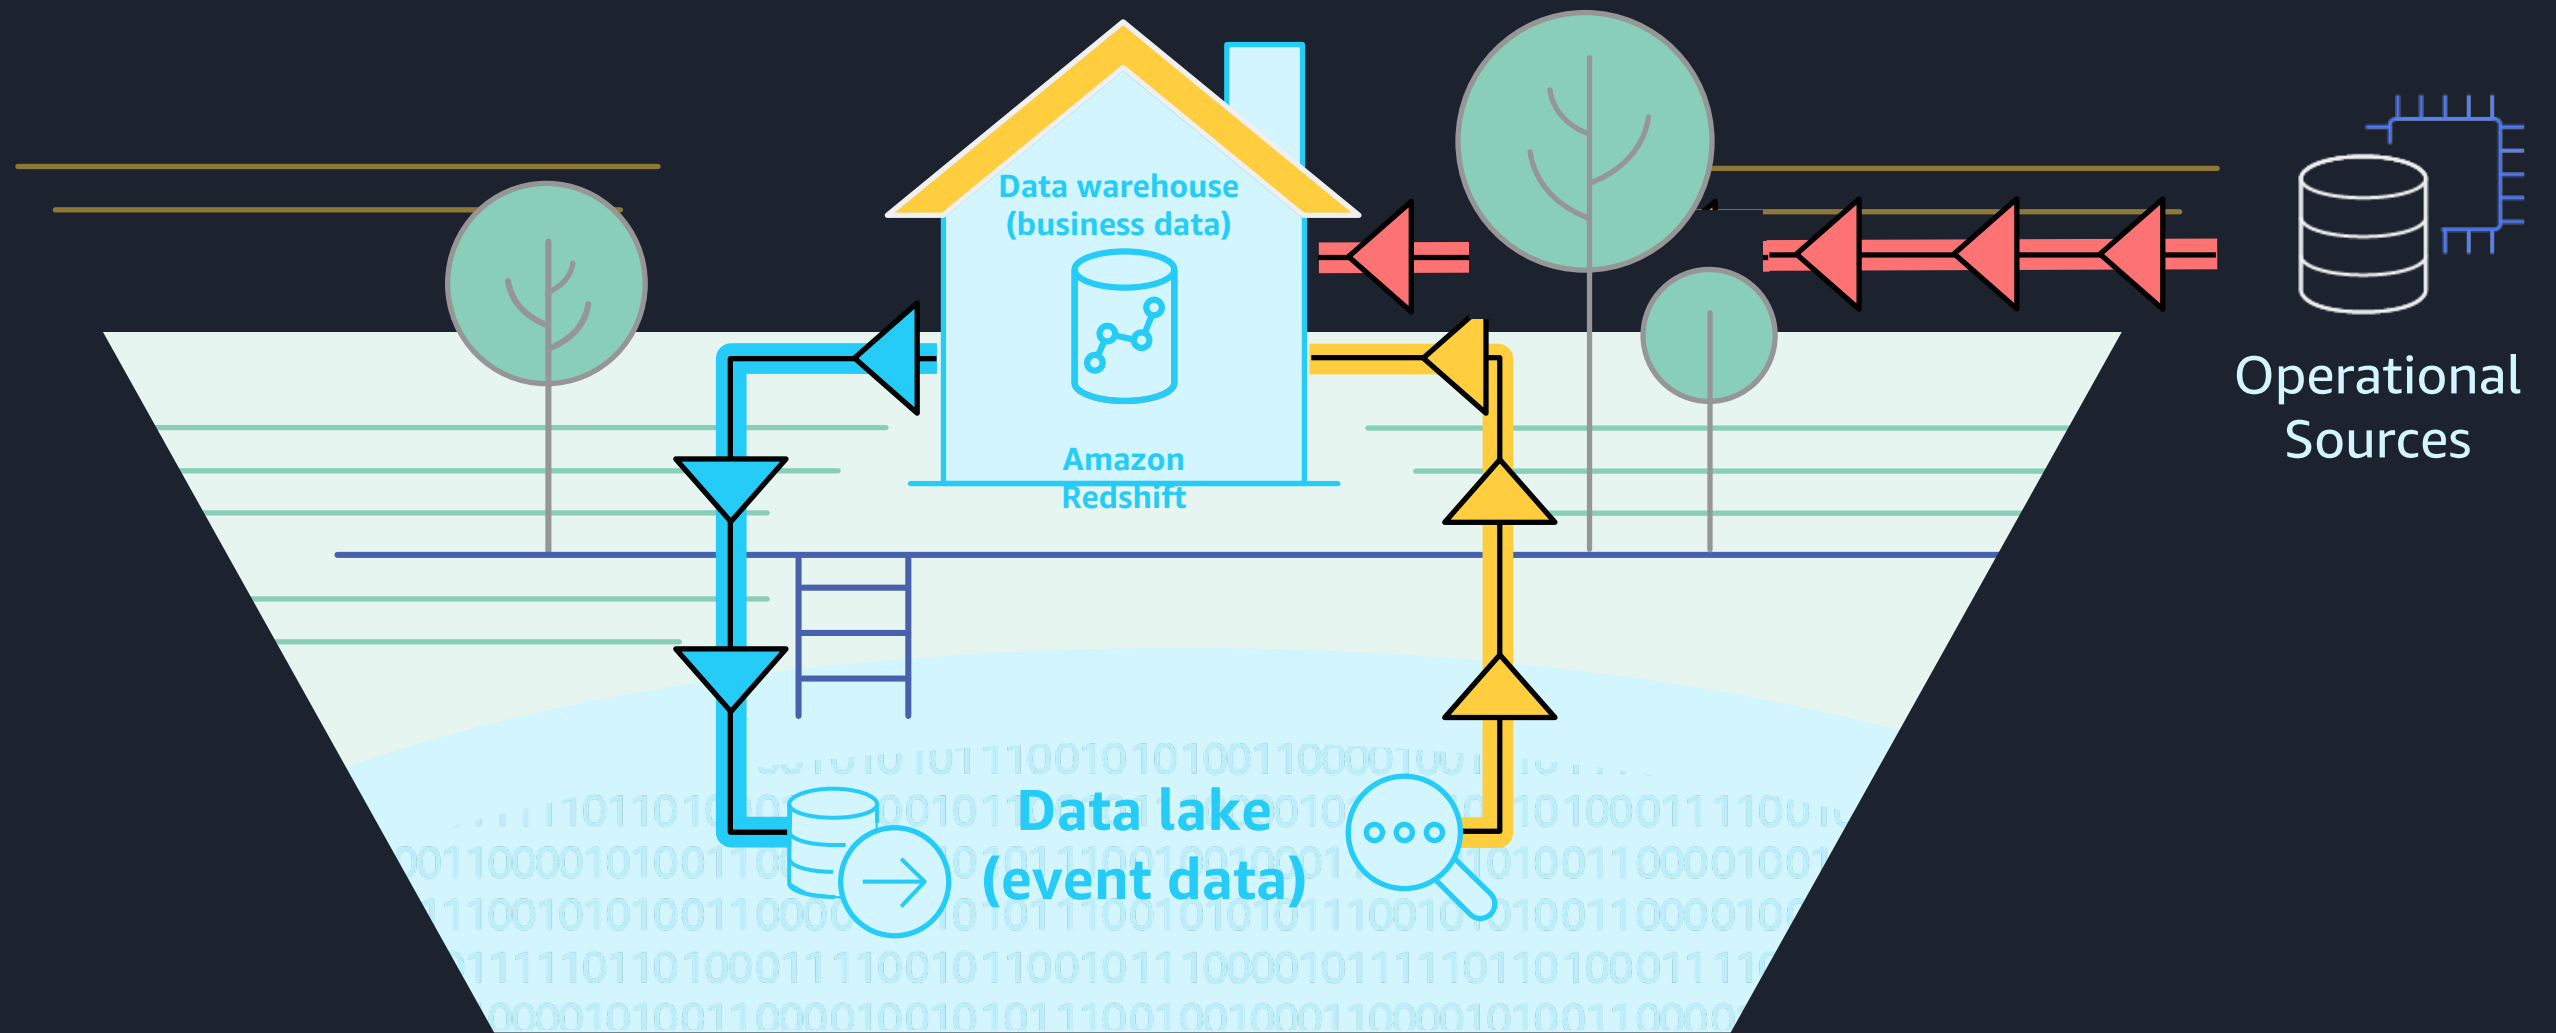 Data warehouse
(business data)
Amazon
Redshift
Operational
Sources
Data lake
(event data)